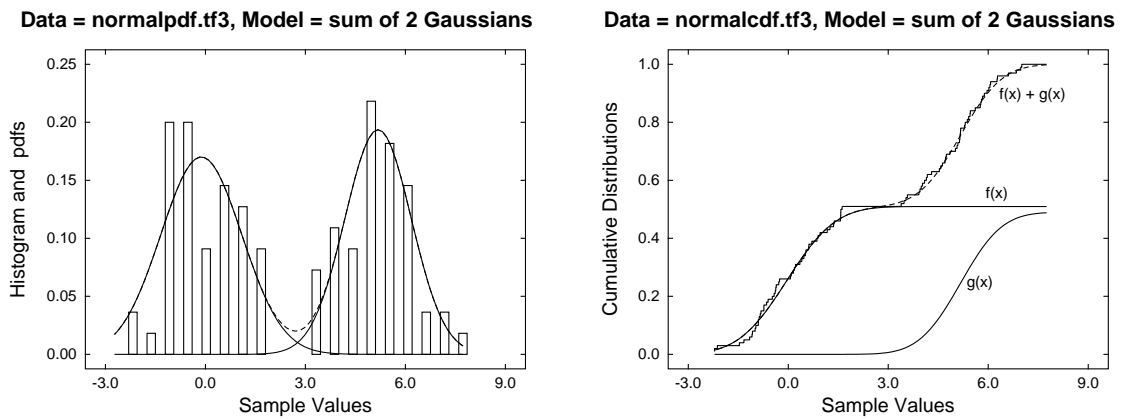 Data = normalpdf.tf3, Model = sum of 2 Gaussians
0.25
0.20
0.15
0.10
0.05
0.00
Histogram and pdfs
-3.0 0.0 3.0 6.0 9.0
Sample Values
Data = normalcdf.tf3, Model = sum of 2 Gaussians
1.0
0.8
0.6
0.4
0.2
0.0
Cumulative Distributions
f(x) + g(x)
f(x)
g(x)
-3.0 0.0 3.0 6.0 9.0
Sample Values